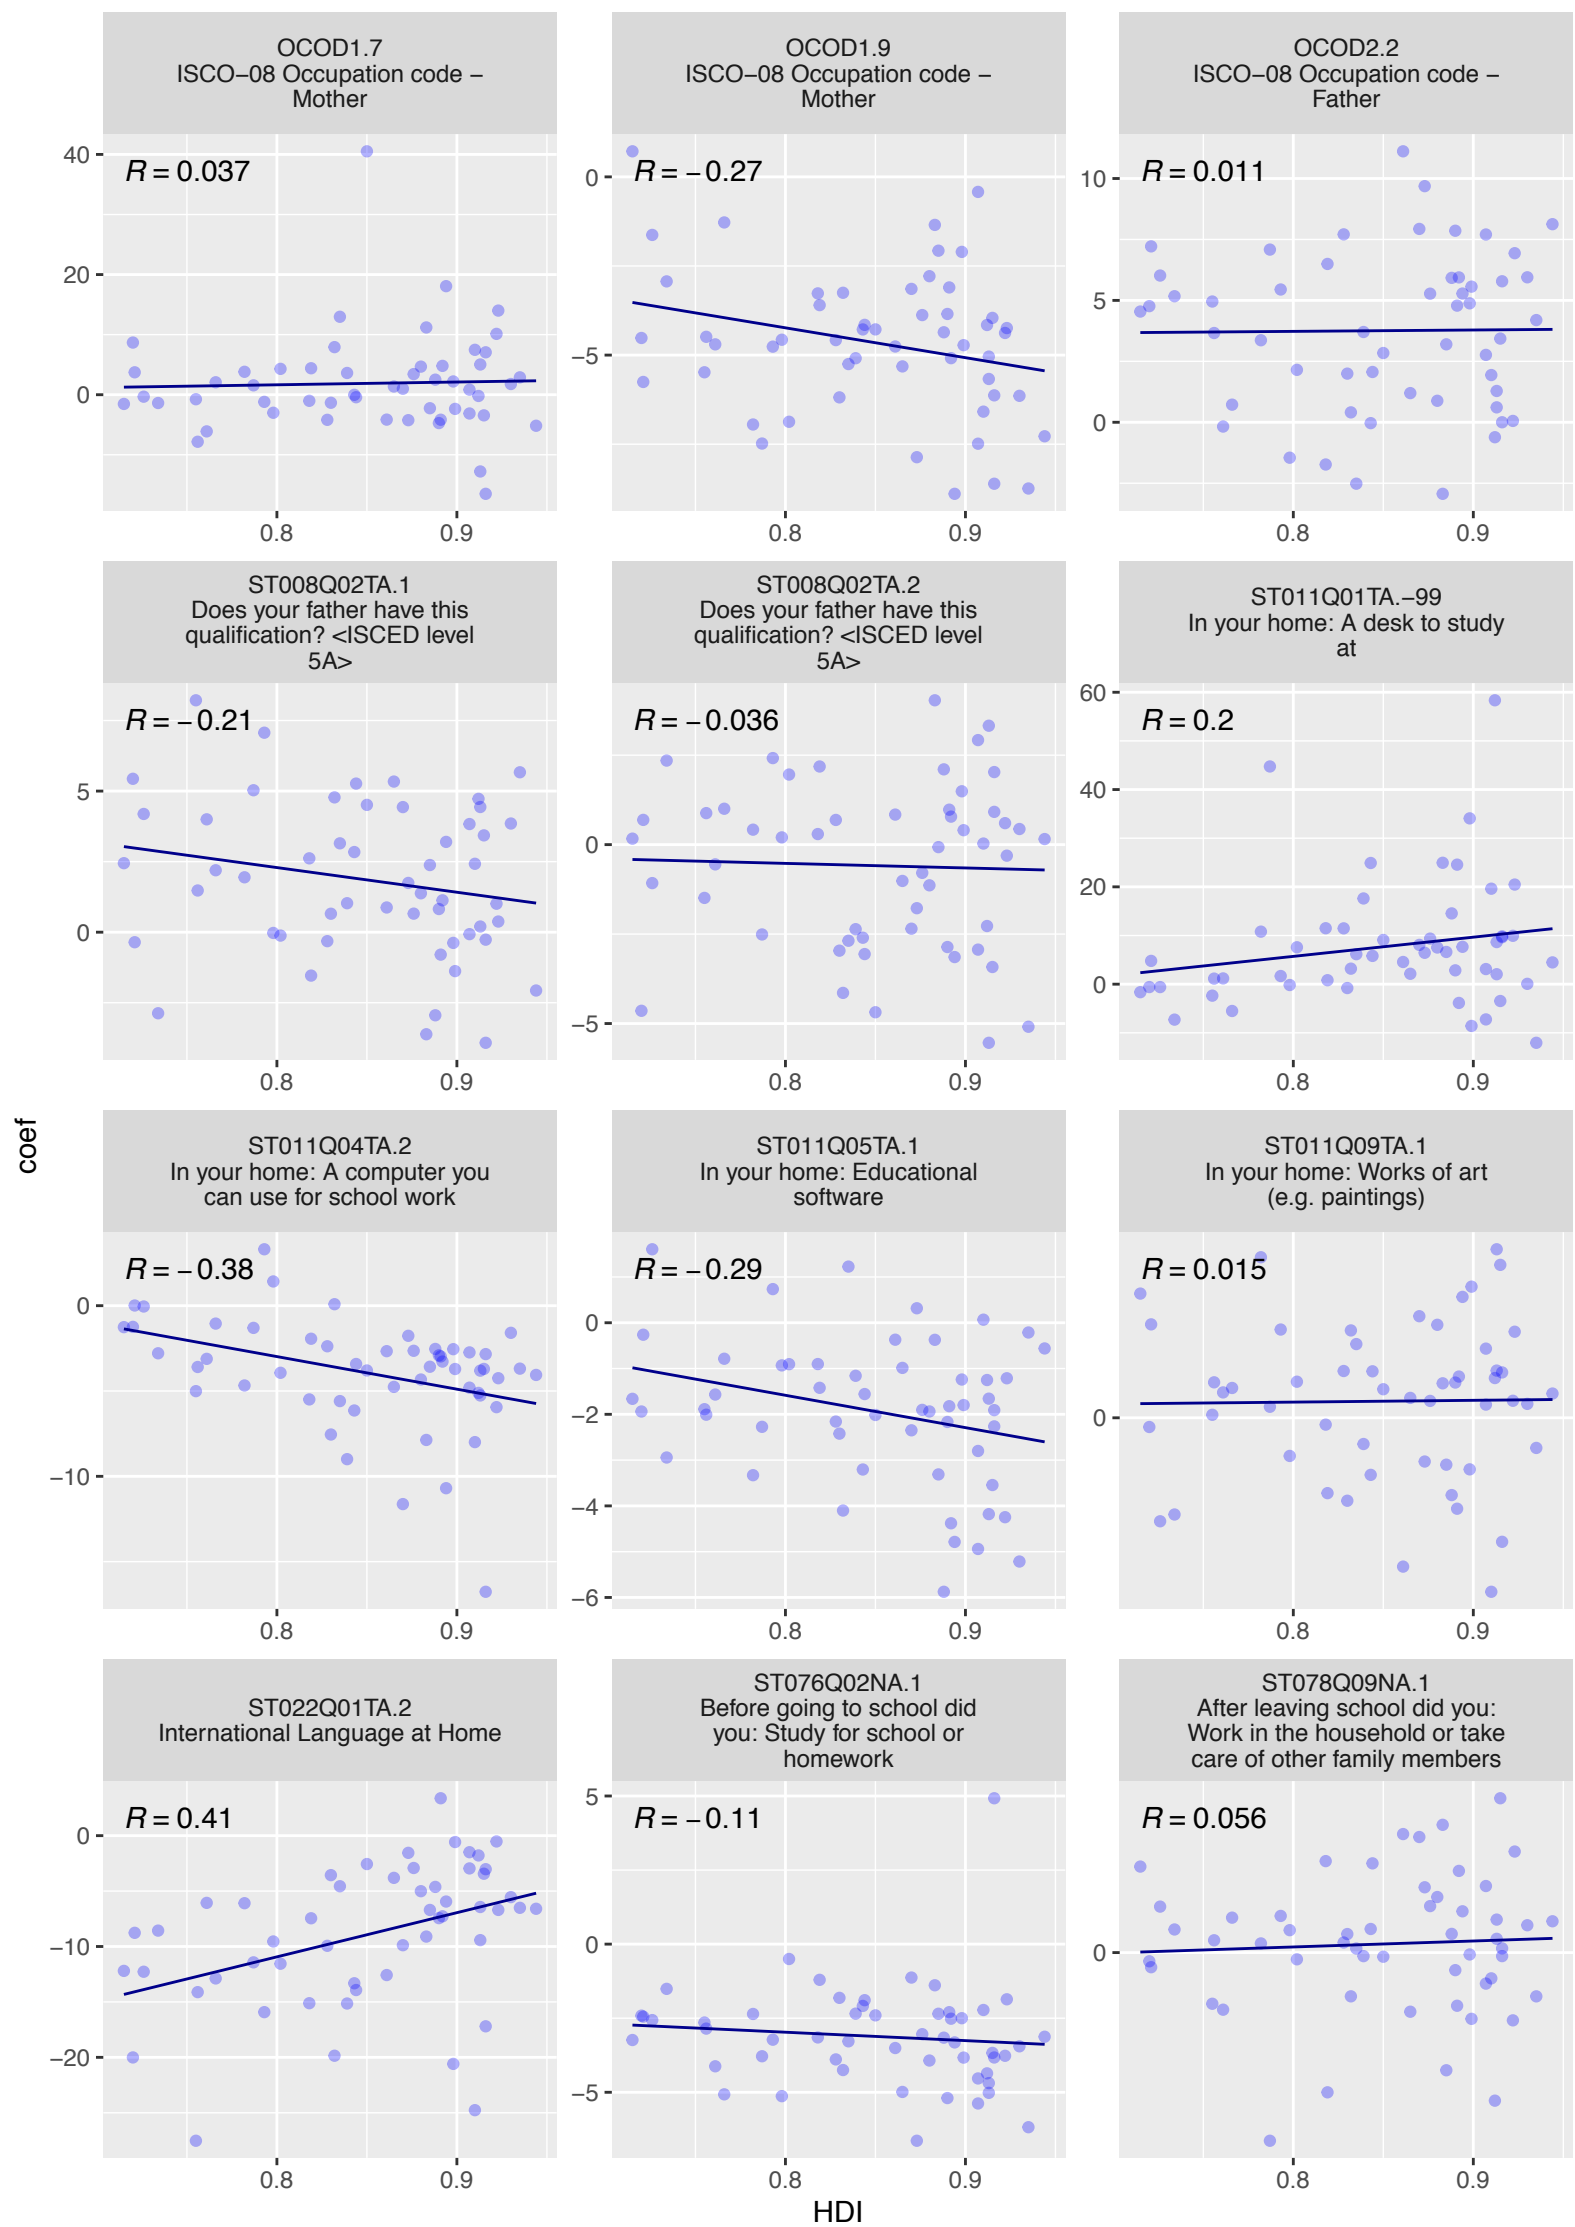 OCOD1.7
ISCO−08 Occupation code −
Mother
OCOD1.9
ISCO−08 Occupation code −
Mother
OCOD2.2
ISCO−08 Occupation code −
Father
R = 0.037
R = −0.27
R = 0.011
40
20
0
0
−5
10
5
0
0.8
0.9
0.8
0.9
0.8
0.9
ST008Q02TA.1
Does your father have this
qualification? <ISCED level
5A>
ST008Q02TA.2
Does your father have this
qualification? <ISCED level
5A>
ST011Q01TA.−99
In your home: A desk to study
at
R = −0.21
R = −0.036
R = 0.2
5
0
0
−5
60
40
20
0
0.8
0.9
0.8
0.9
0.8
0.9
coef
ST011Q04TA.2
In your home: A computer you
can use for school work
ST011Q05TA.1
In your home: Educational
software
ST011Q09TA.1
In your home: Works of art
(e.g. paintings)
R = −0.38
R = −0.29
R = 0.015
0
−10
0
−2
−4
−6
0
0.8
0.9
0.8
0.9
0.8
0.9
ST022Q01TA.2
International Language at Home
ST076Q02NA.1
Before going to school did
you: Study for school or
homework
ST078Q09NA.1
After leaving school did you:
Work in the household or take
care of other family members
R = 0.41
R = −0.11
R = 0.056
0
−10
−20
5
0
−5
0
0.8
0.9
0.8
0.9
0.8
0.9
HDI